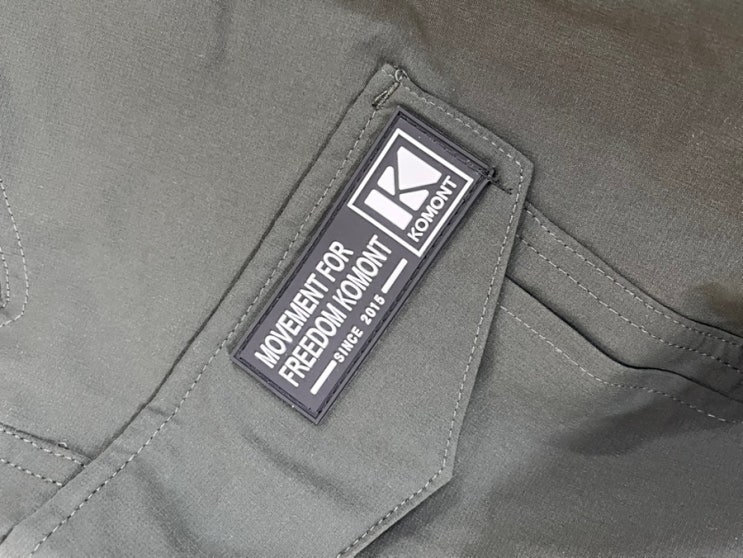 K
KOMONT
MOVEMENT FOR
FREEDOM KOMONT
SINCE 2015